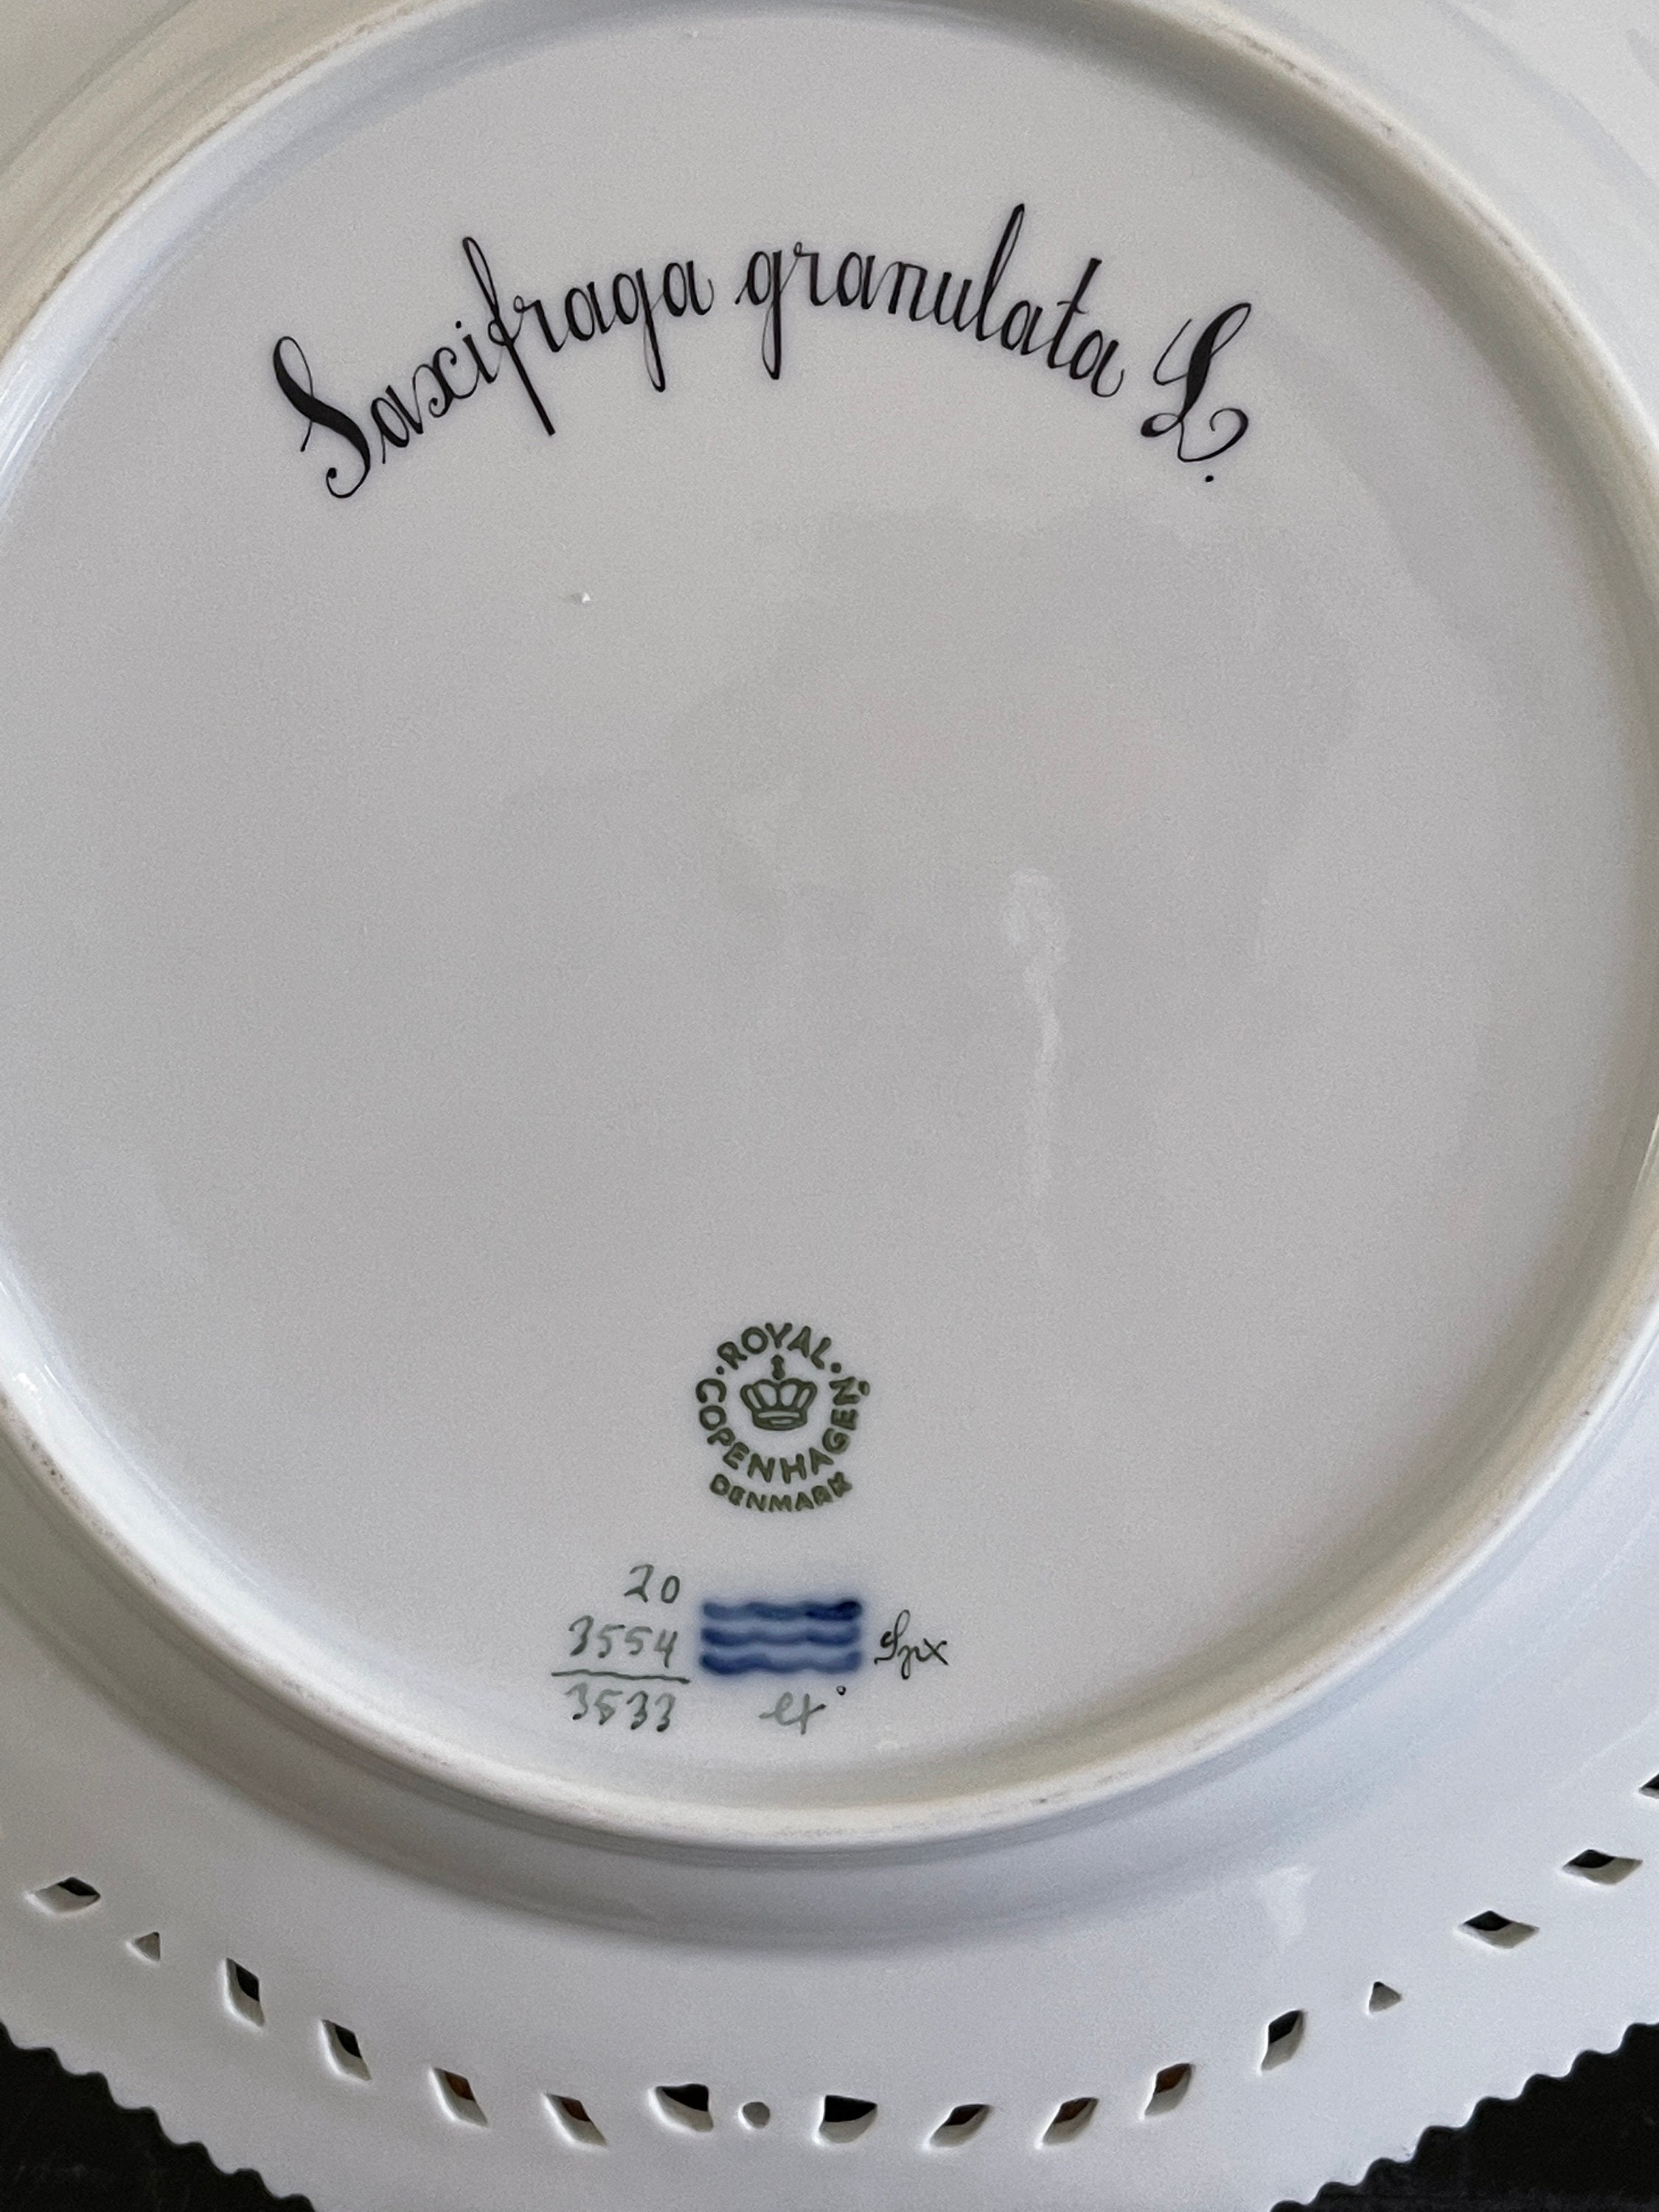 Saxifraga granulata L.
·ROYAL·
COPENHAGEN
DENMARK
20
3554
3533